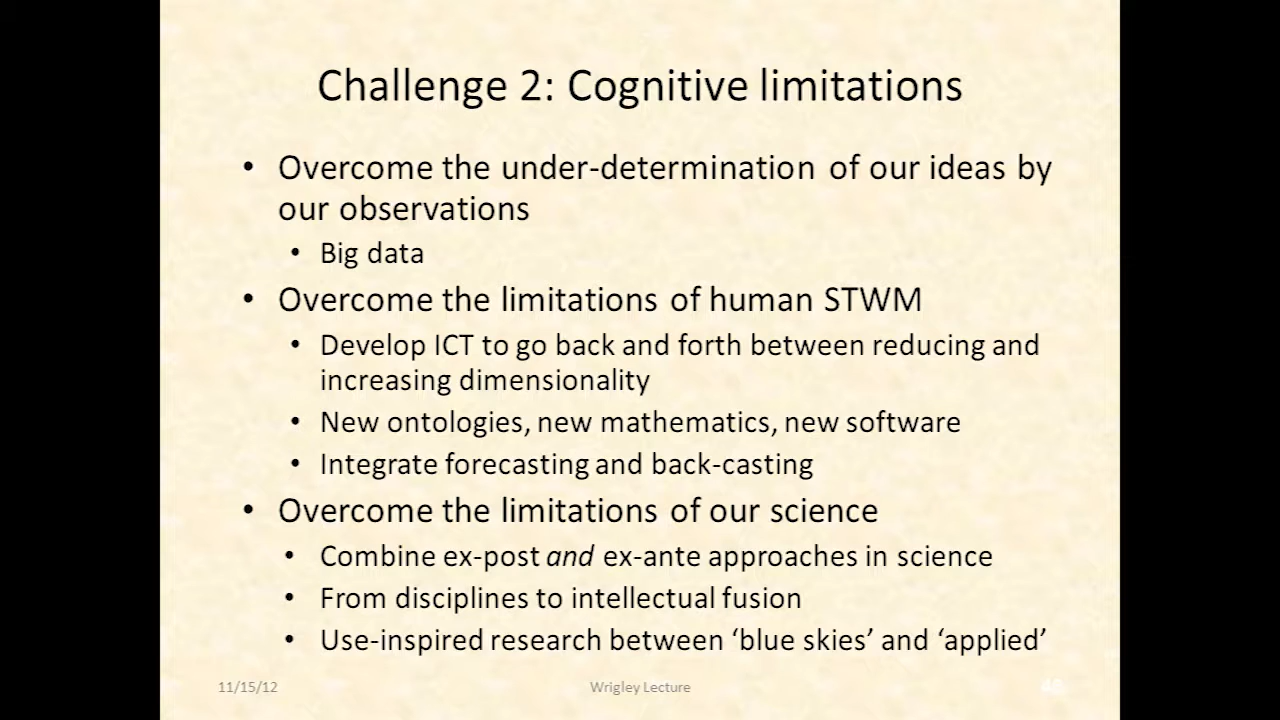 Challenge 2: Cognitive limitations
• Overcome the under-determination of our ideas by
our observations
• Big data
• Overcome the limitations of human STWM
• Develop ICT to go back and forth between reducing and
increasing dimensionality
• New ontologies, new mathematics, new software
• Integrate forecasting and back-casting
• Overcome the limitations of our science
• Combine ex-post and ex-ante approaches in science
• From disciplines to intellectual fusion
• Use-inspired research between ‘blue skies’ and ‘applied’
11/15/12 Wrigley Lecture